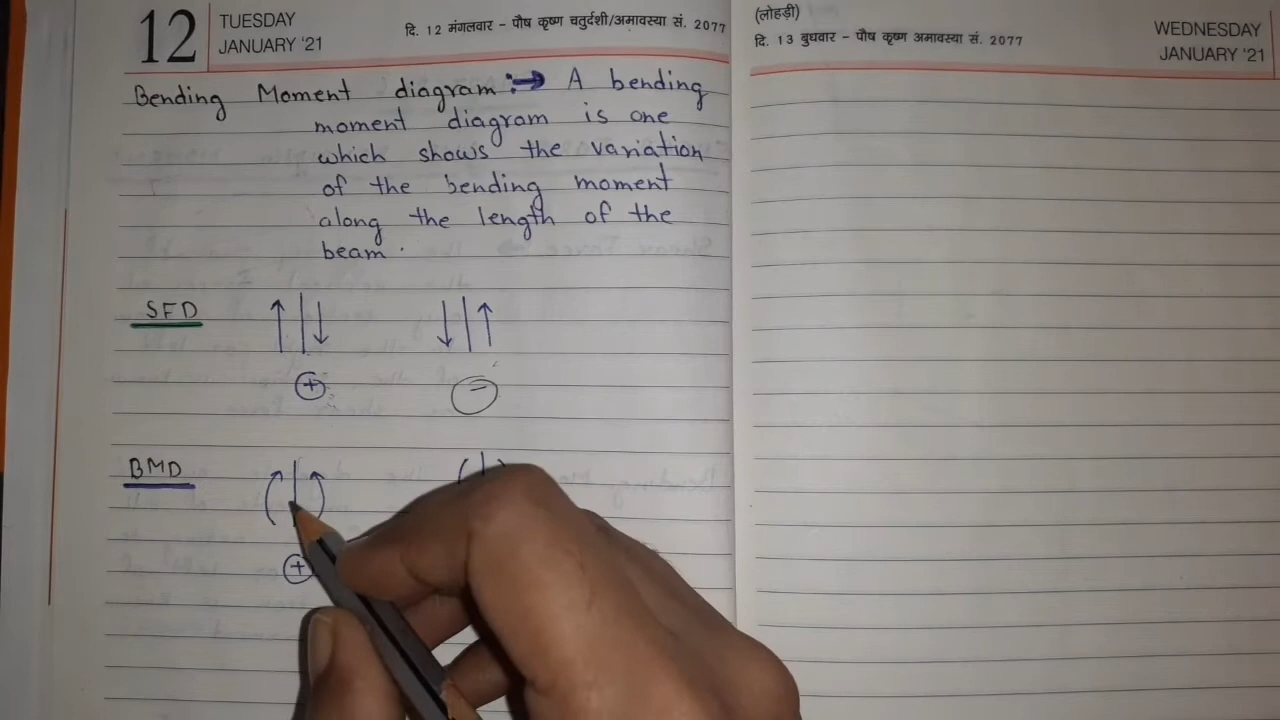 12 TUESDAY
JANUARY '21
दि. 12 मंगलवार - पौष कृष्ण चतुर्दशी/अमावस्या सं. 2077
Bending Moment diagram :→ A bending
moment diagram is one
which shows the variation
of the bending moment
along the length of the
beam.
SFD
+ -
BMD
+
(लोहड़ी)
दि. 13 बुधवार - पौष कृष्ण अमावस्या सं. 2077
WEDNESDAY
JANUARY '21